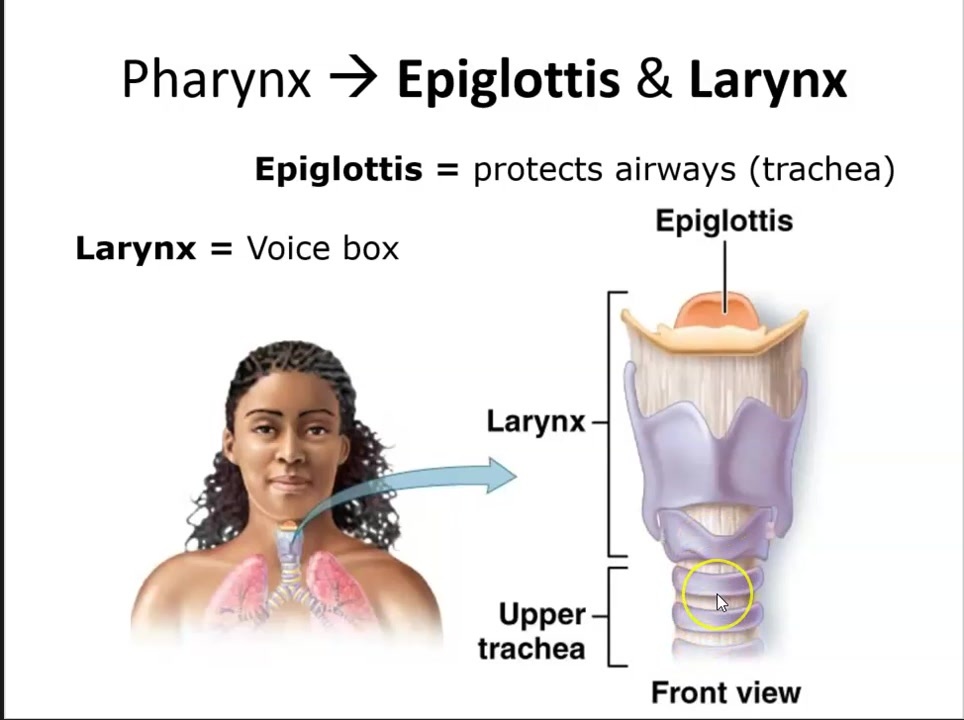 Pharynx → Epiglottis & Larynx
Epiglottis = protects airways (trachea)
Larynx = Voice box
Epiglottis
Larynx
Upper
trachea
Front view